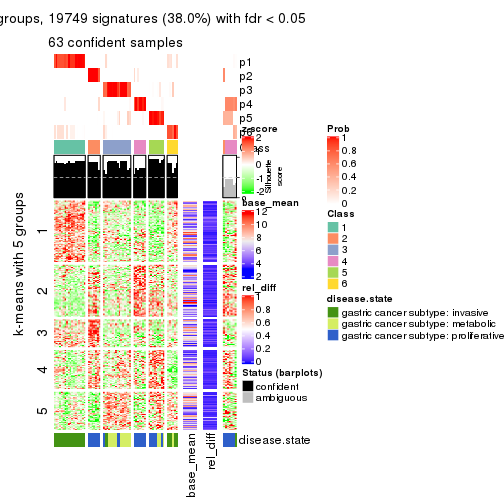 groups, 19749 signatures (38.0%) with fdr < 0.05
63 confident samples
p1
p2
p3
p4
p5
z-score
2
1
0
-1
-2
Silhouette
score
base_mean
12
10
8
6
4
2
rel_diff
1
0.8
0.6
0.4
0.2
0
Status (barplots)
confident
ambiguous
Prob
1
0.8
0.6
0.4
0.2
0
Class
1
2
3
4
5
6
disease.state
gastric cancer subtype: invasive
gastric cancer subtype: metabolic
gastric cancer subtype: proliferative
k-means with 5 groups
1
2
3
4
5
disease.state
base_mean
rel_diff